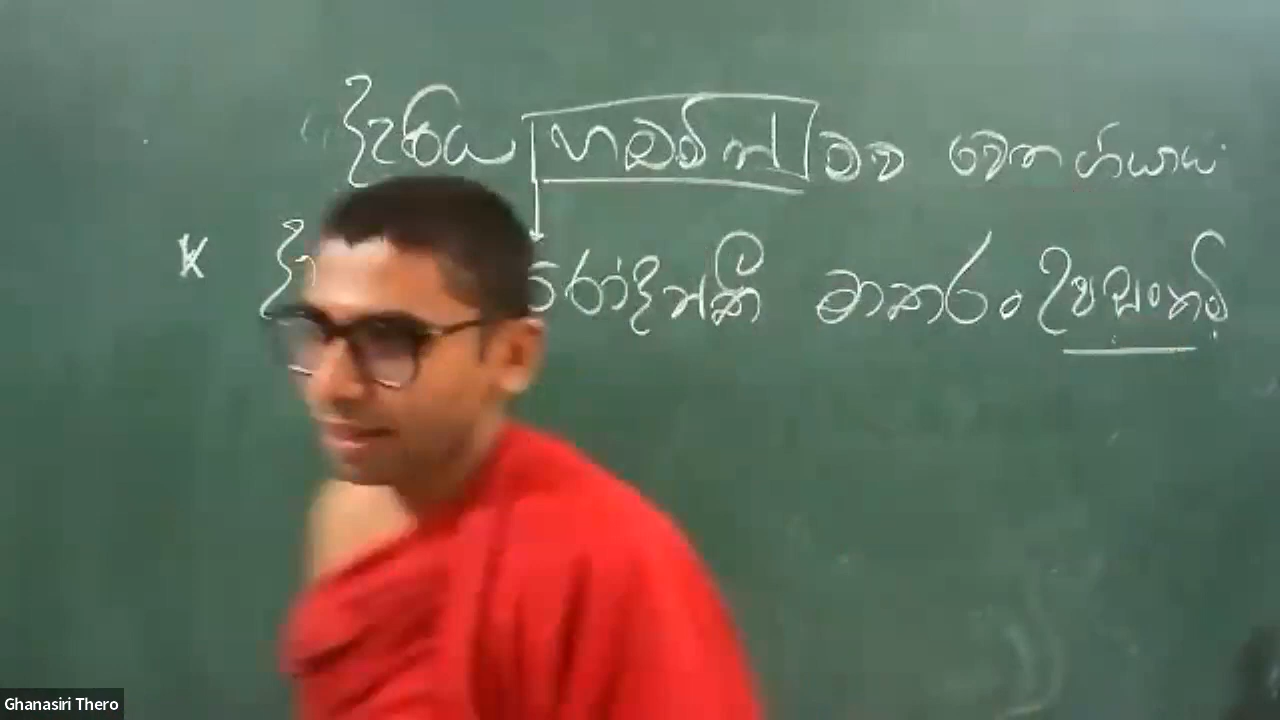 දැරිය හඬමින් මව වෙත ගියාය
* දා රෝදන්තී මාතරං උපසංකමි
Ghanasiri Thero